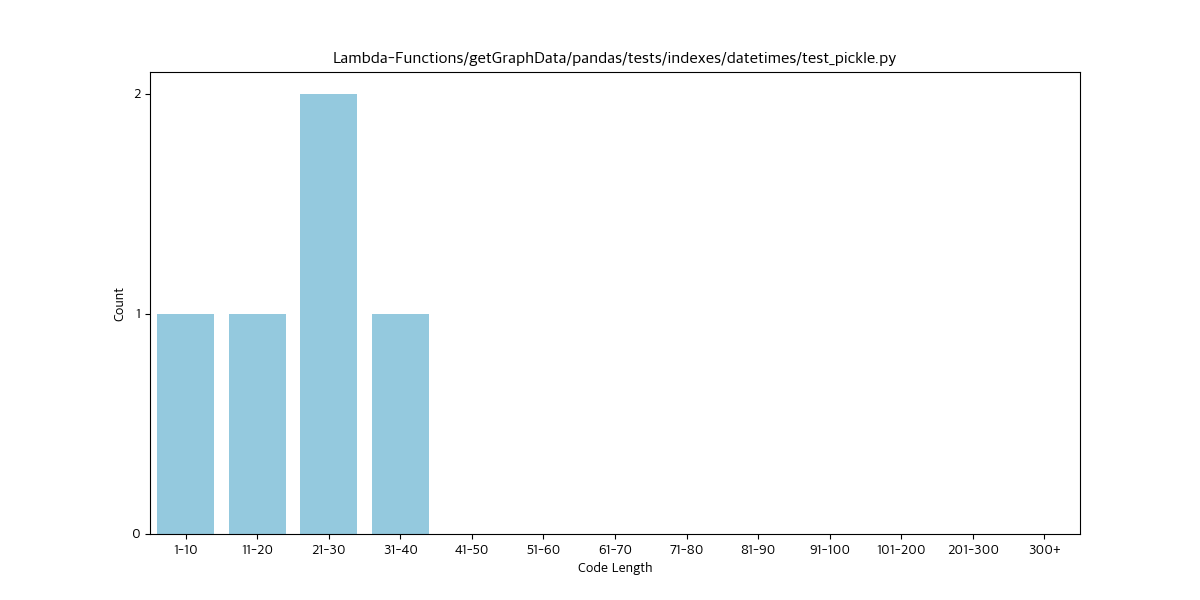 Lambda-Functions/getGraphData/pandas/tests/indexes/datetimes/test_pickle.py
2
1
0
Count
1-10 11-20 21-30 31-40 41-50 51-60 61-70 71-80 81-90 91-100 101-200 201-300 300+
Code Length